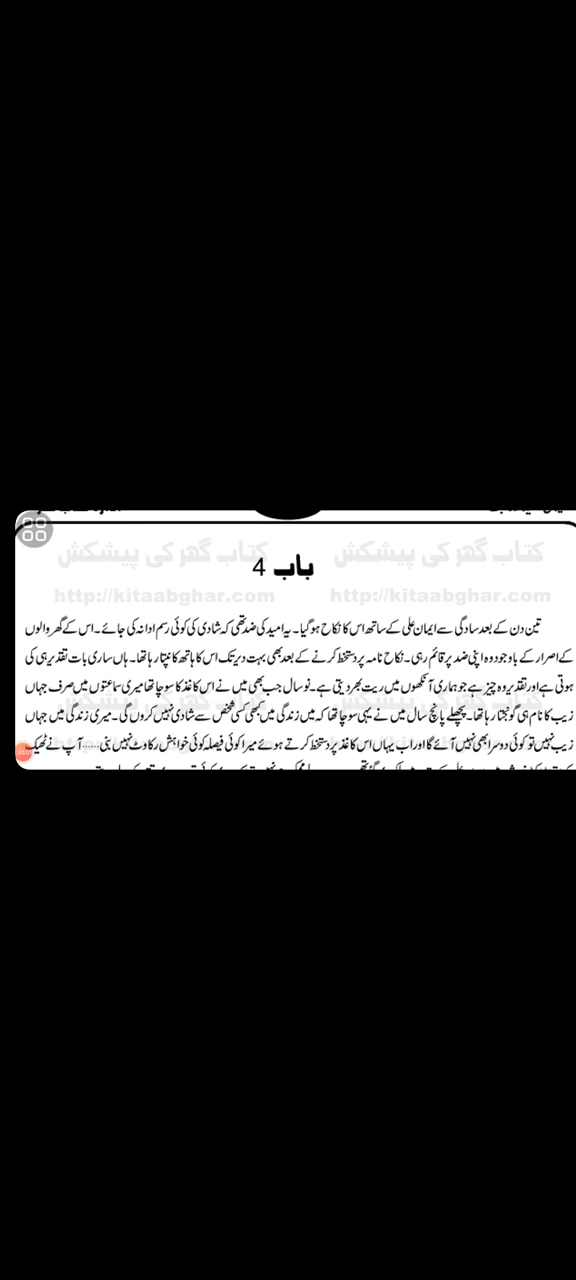 کتاب گھر کی پیشکش کتاب گھر کی پیشکش
باب 4
http://kitaabghar.com http://kitaabghar.com
تین دن کے بعد سادگی سے ایمان علی کے ساتھ اس کا نکاح ہو گیا۔ یہ امید کی ضد تھی کہ شادی کی کوئی رسم ادا نہ کی جائے۔ اس کے گھر والوں
کے اصرار کے باوجود وہ اپنی ضد پر قائم رہی۔ نکاح نامہ پر دستخط کرنے کے بعد بھی بہت دیر تک اس کا ہاتھ کانپتا رہا تھا۔ ہاں ساری بات تقدیر ہی کی
ہوتی ہے اور تقدیر وہ چیز ہے جو ہماری آنکھوں میں ریت بھر دیتی ہے۔ نو سال جب بھی میں نے اس کاغذ کا سوچا تھا میری سماعتوں میں صرف جہاں
زیب کا نام ہی گونجتا رہا تھا۔ پچھلے پانچ سال میں نے یہی سوچا تھا کہ میں زندگی میں کبھی کسی شخص سے شادی نہیں کروں گی۔ میری زندگی میں جہاں
زیب نہیں تو کوئی دوسرا بھی نہیں آئے گا اور اب یہاں اس کاغذ پر دستخط کرتے ہوئے میرا کوئی فیصلہ کوئی خواہش رکاوٹ نہیں بنی......آپ نے ٹھیک